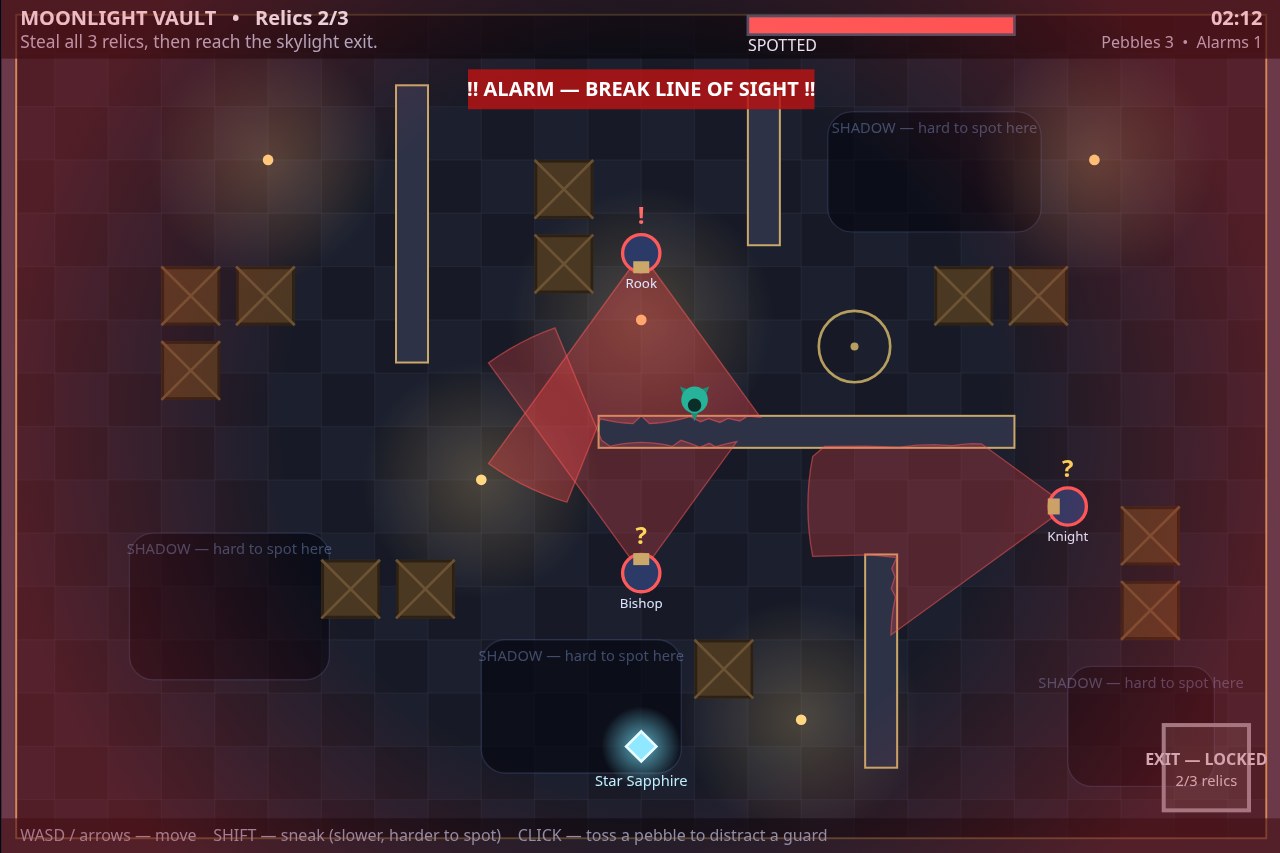 MOONLIGHT VAULT • Relics 2/3
02:12
Steal all 3 relics, then reach the skylight exit.
SPOTTED
Pebbles 3 • Alarms 1
!! ALARM — BREAK LINE OF SIGHT !!
SHADOW — hard to spot here
!
Rook
?
Knight
?
Bishop
SHADOW — hard to spot here
SHADOW — hard to spot here
SHADOW — hard to spot here
EXIT — LOCKED
2/3 relics
Star Sapphire
WASD / arrows — move SHIFT — sneak (slower, harder to spot) CLICK — toss a pebble to distract a guard